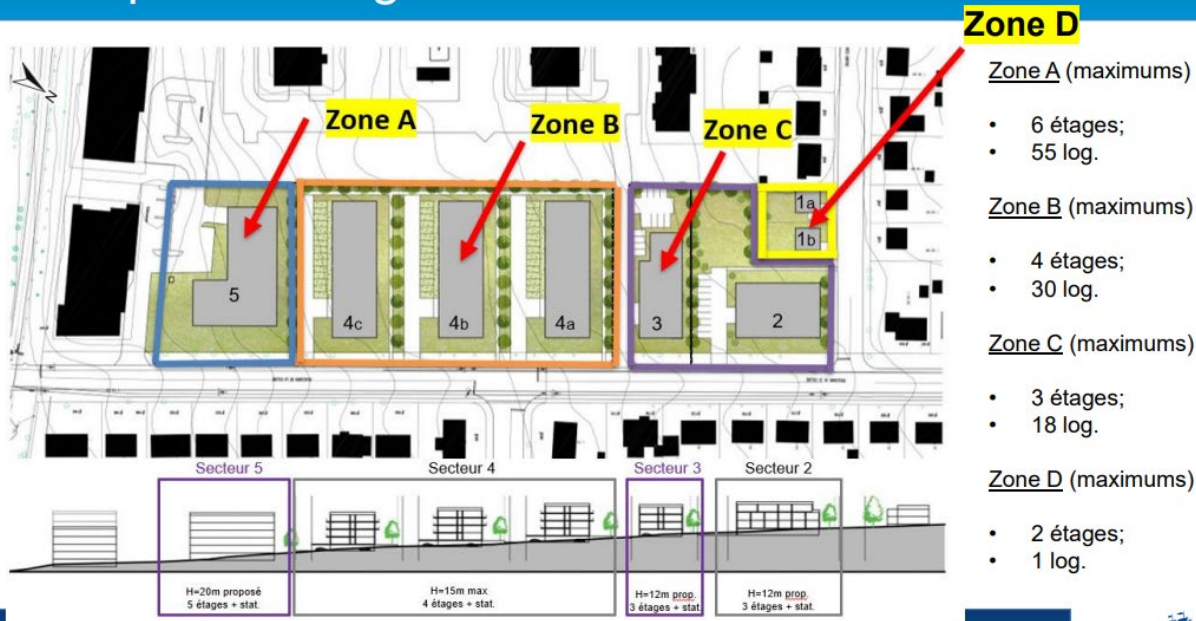 Zone D
Zone A (maximums)
• 6 étages;
• 55 log.
Zone B (maximums)
• 4 étages;
• 30 log.
Zone C (maximums)
• 3 étages;
• 18 log.
Zone D (maximums)
• 2 étages;
• 1 log.
N
Zone A
Zone B
Zone C
1a
1b
5
4c
4b
4a
3
2
Secteur 5
Secteur 4
Secteur 3
Secteur 2
H=20m proposé
5 étages + stat.
H=15m max
4 étages + stat.
H=12m prop.
3 étages + stat.
H=12m prop.
3 étages + stat.